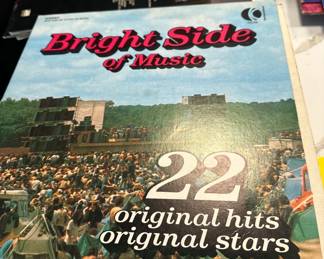 Bright Side
of Music
K
22
original hits
original stars